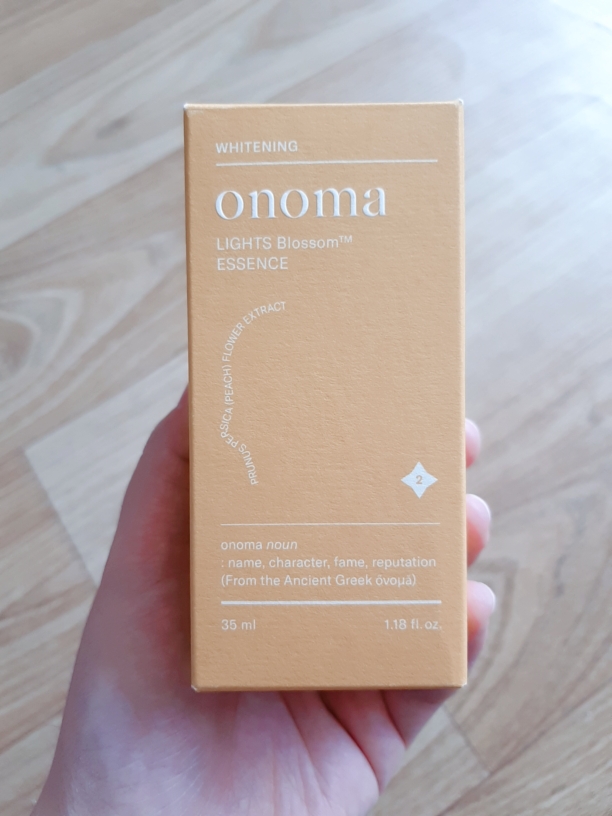 WHITENING
onoma
LIGHTS Blossom™
ESSENCE
PRUNUS PERSICA (PEACH) FLOWER EXTRACT
2
onoma noun
: name, character, fame, reputation
(From the Ancient Greek όνομά)
35 ml 1.18 fl. oz.